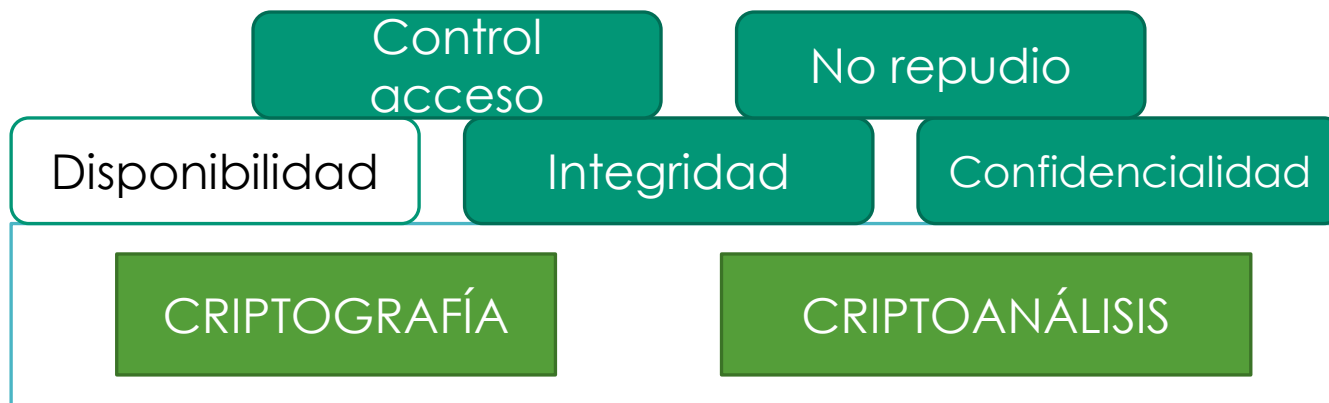 Control
acceso
No repudio
Disponibilidad
Integridad
Confidencialidad
CRIPTOGRAFÍA
CRIPTOANÁLISIS